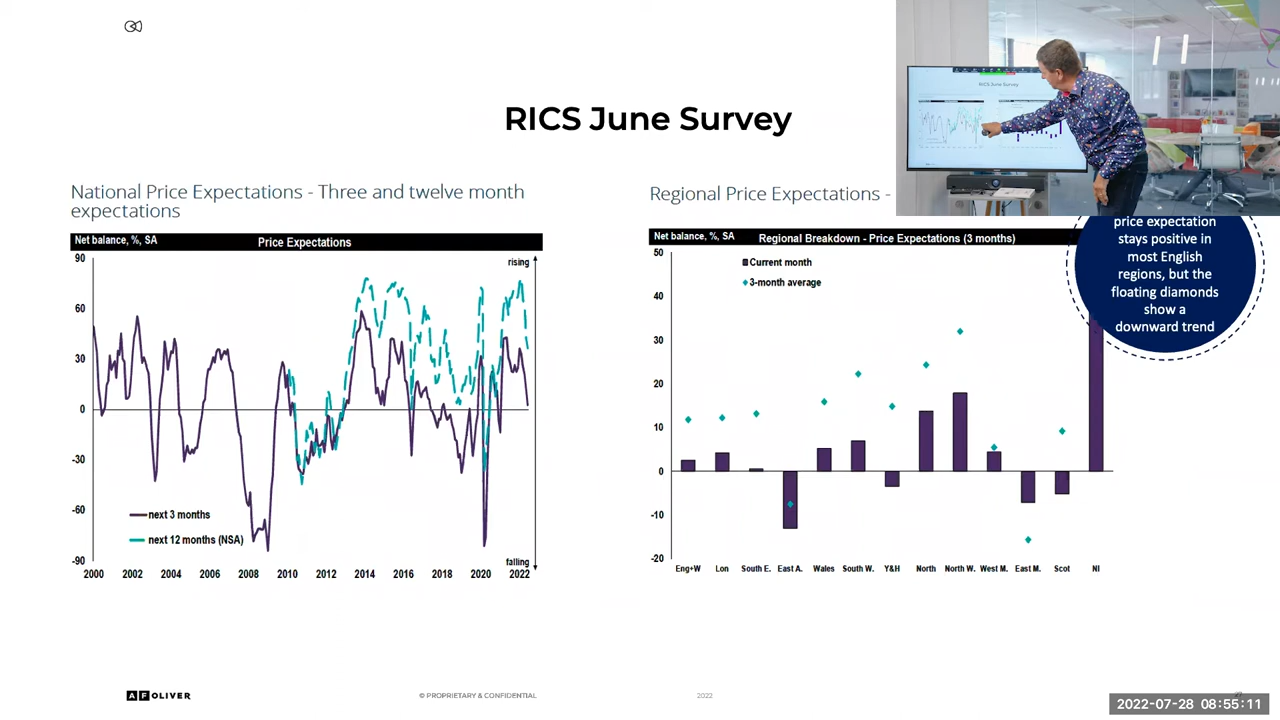 RICS June Survey
National Price Expectations - Three and twelve month
expectations
Net balance, %, SA
Price Expectations
90
60
30
0
-30
-60
-90
rising
falling
next 3 months
next 12 months (NSA)
2000 2002 2004 2006 2008 2010 2012 2014 2016 2018 2020 2022
Regional Price Expectations -
Net balance, %, SA
Regional Breakdown - Price Expectations (3 months)
50
40
30
20
10
0
-10
-20
Current month
3-month average
Eng+W Lon South E. East A. Wales South W. Y&H North North W. West M. East M. Scot NI
RICS June Survey
price expectation
stays positive in
most English
regions, but the
floating diamonds
show a
downward trend
AF OLIVER
© PROPRIETARY & CONFIDENTIAL
2022
2022-07-28 08:55:11